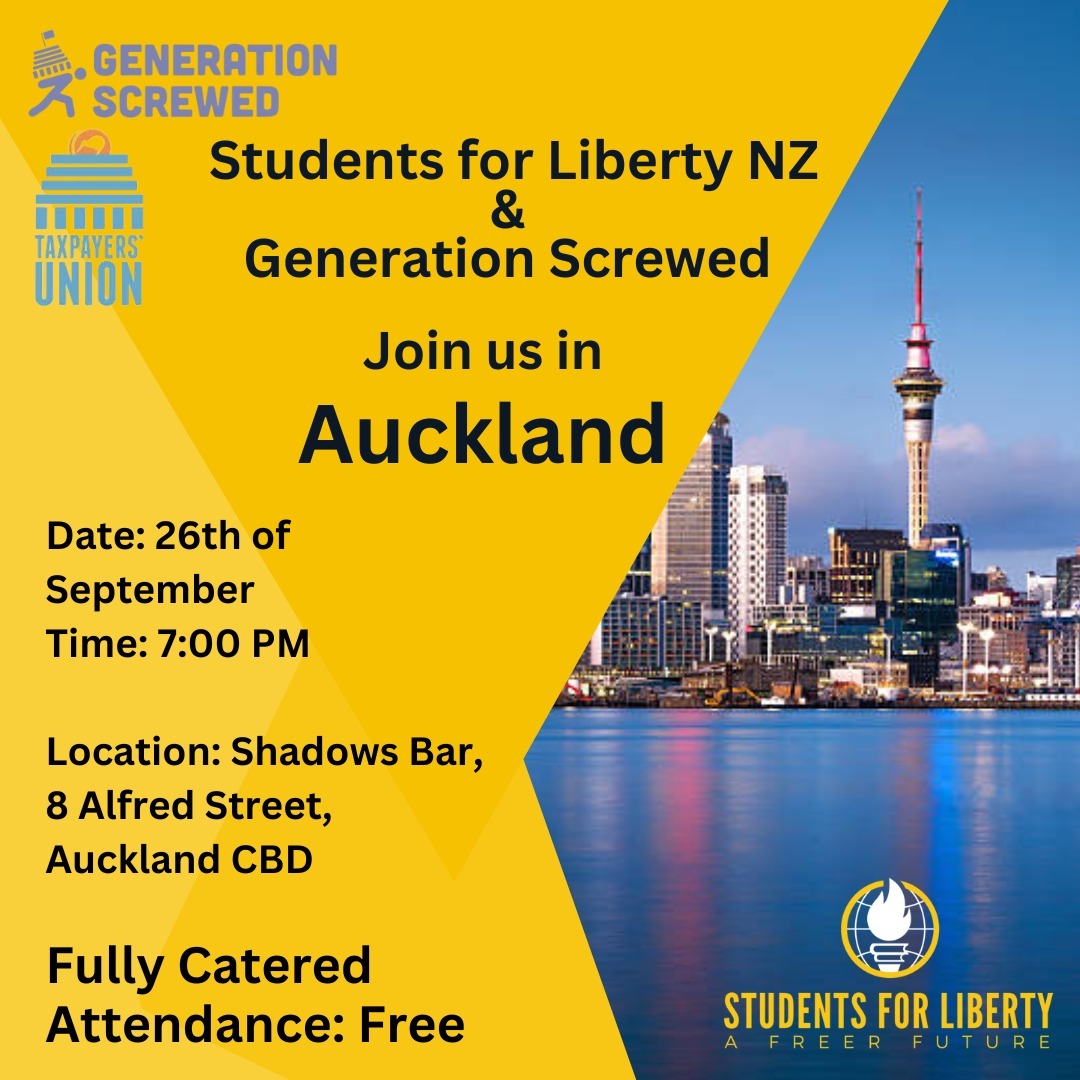 GENERATION
SCREWED
TAXPAYERS'
UNION
Students for Liberty NZ
&
Generation Screwed
Join us in
Auckland
Date: 26th of
September
Time: 7:00 PM
Location: Shadows Bar,
8 Alfred Street,
Auckland CBD
Fully Catered
Attendance: Free
STUDENTS FOR LIBERTY
A FREER FUTURE